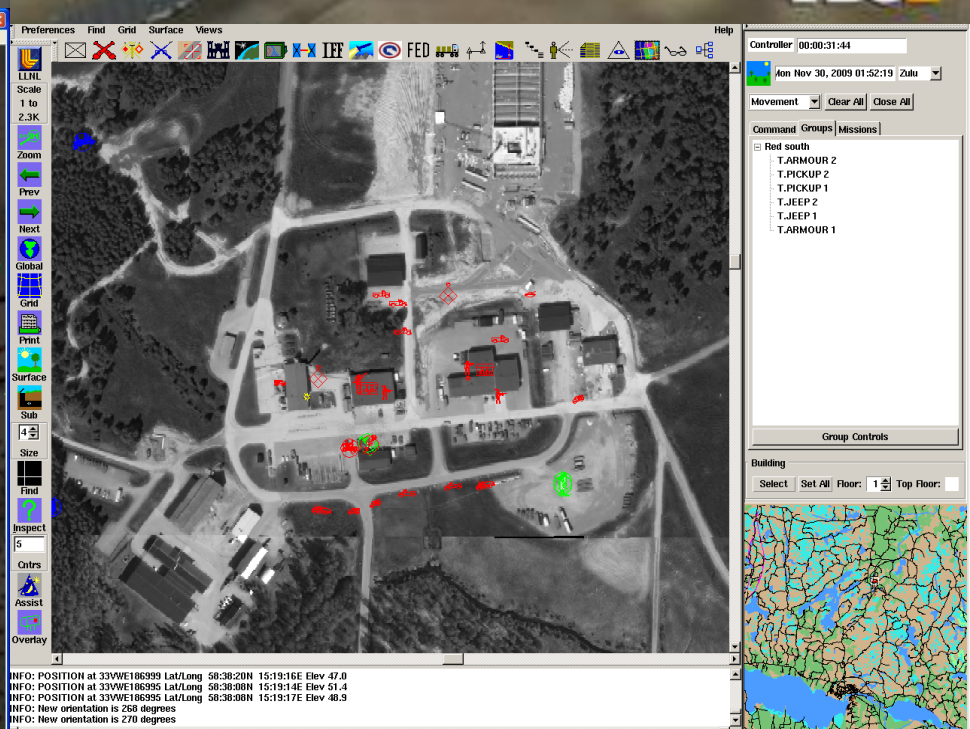 Preferences Find Grid Surface Views Help
IFF FED
LLNL
Scale
1 to
2.3K
Zoom
Prev
Next
Global
Grid
Print
Surface
Sub
4
Size
Find
Inspect
5
Cntrs
Assist
Overlay
Controller 00:00:31:44
Mon Nov 30, 2009 01:52:19 Zulu
Movement Clear All Close All
Command Groups Missions
Red south
T.ARMOUR 2
T.PICKUP 2
T.PICKUP 1
T.JEEP 2
T.JEEP 1
T.ARMOUR 1
Group Controls
Building
Select Set All Floor: 1 Top Floor:
INFO: POSITION at 33VWE186999 Lat/Long 58:38:20N 15:19:16E Elev 47.0
INFO: POSITION at 33VWE186995 Lat/Long 58:38:08N 15:19:14E Elev 51.4
INFO: POSITION at 33VWE186995 Lat/Long 58:38:08N 15:19:17E Elev 48.9
INFO: New orientation is 268 degrees
INFO: New orientation is 270 degrees